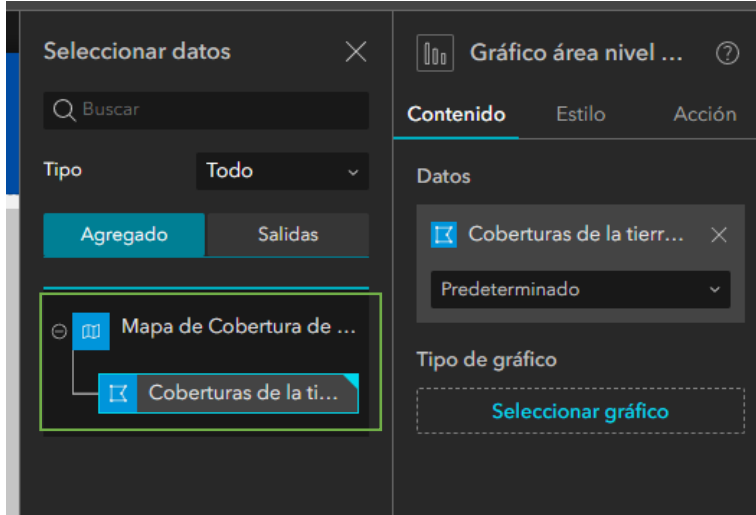 Seleccionar datos
Buscar
Tipo
Todo
Agregado
Salidas
Mapa de Cobertura de ...
Coberturas de la ti...
Gráfico área nivel ...
Contenido
Estilo
Acción
Datos
Coberturas de la tierr...
Predeterminado
Tipo de gráfico
Seleccionar gráfico